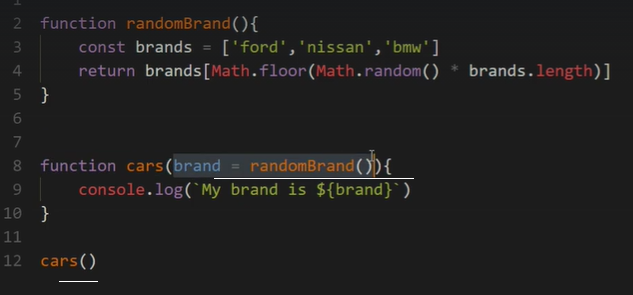 2 function randomBrand(){
3 const brands = ['ford','nissan','bmw']
4 return brands[Math.floor(Math.random() * brands.length)]
5 }
6
7
8 function cars(brand = randomBrand()){
9 console.log(`My brand is ${brand}`)
10 }
11
12 cars()